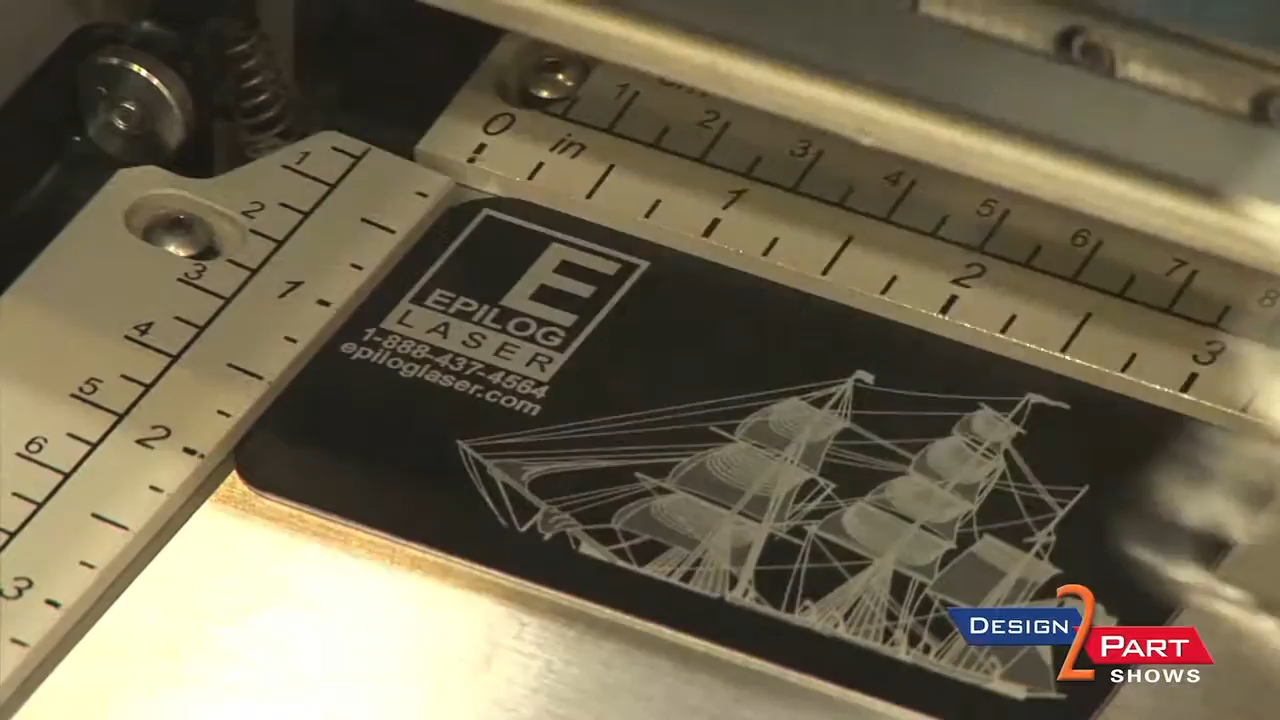 1 2 3 4 5 6 7 8
0 in 1 2 3
1 2 3 4 5 6
1 2 3
E
EPILOG
LASER
1-888-437-4564
epiloglaser.com
DESIGN 2 PART
SHOWS